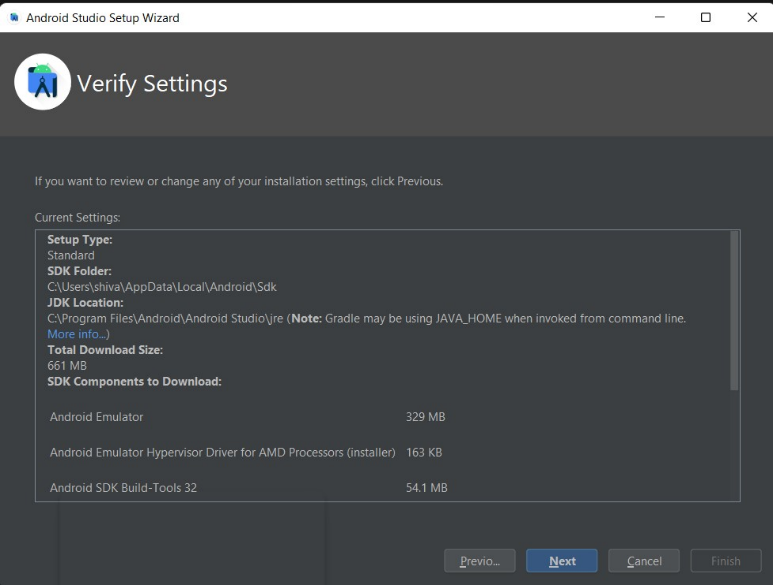 Android Studio Setup Wizard
Verify Settings
If you want to review or change any of your installation settings, click Previous.
Current Settings:
Setup Type:
Standard
SDK Folder:
C:\Users\shiva\AppData\Local\Android\Sdk
JDK Location:
C:\Program Files\Android\Android Studio\jre (Note: Gradle may be using JAVA_HOME when invoked from command line.
More info...)
Total Download Size:
661 MB
SDK Components to Download:
Android Emulator 329 MB
Android Emulator Hypervisor Driver for AMD Processors (installer) 163 KB
Android SDK Build-Tools 32 54.1 MB
Previo... Next Cancel Finish